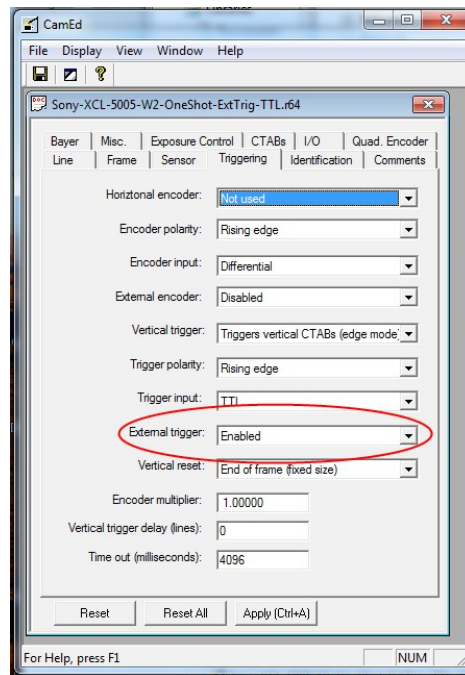 CamEd
File Display View Window Help
Sony-XCL-5005-W2-OneShot-ExtTrig-TTL.r64
Bayer Misc. Exposure Control CTABs I/O Quad. Encoder
Line Frame Sensor Triggering Identification Comments
Horiztonal encoder: Not used
Encoder polarity: Rising edge
Encoder input: Differential
External encoder: Disabled
Vertical trigger: Triggers vertical CTABs (edge mode)
Trigger polarity: Rising edge
Trigger input: TTL
External trigger: Enabled
Vertical reset: End of frame (fixed size)
Encoder multiplier: 1.00000
Vertical trigger delay (lines): 0
Time out (milliseconds): 4096
Reset Reset All Apply (Ctrl+A)
For Help, press F1 NUM